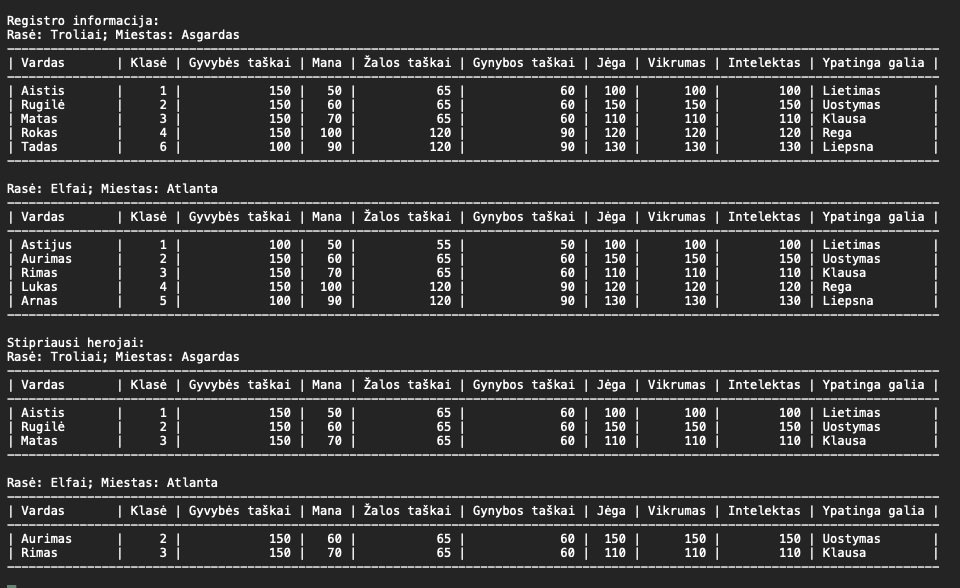 Registro informacija:
Rasė: Troliai; Miestas: Asgardas
| Vardas | Klasė | Gyvybės taškai | Mana | Žalos taškai | Gynybos taškai | Jėga | Vikrumas | Intelektas | Ypatinga galia |
| Aistis | 1 | 150 | 50 | 65 | 60 | 100 | 100 | 100 | Lietimas |
| Rugilė | 2 | 150 | 60 | 65 | 60 | 150 | 150 | 150 | Uostymas |
| Matas | 3 | 150 | 70 | 65 | 60 | 110 | 110 | 110 | Klausa |
| Rokas | 4 | 150 | 100 | 120 | 90 | 120 | 120 | 120 | Rega |
| Tadas | 6 | 100 | 90 | 120 | 90 | 130 | 130 | 130 | Liepsna |
Rasė: Elfai; Miestas: Atlanta
| Vardas | Klasė | Gyvybės taškai | Mana | Žalos taškai | Gynybos taškai | Jėga | Vikrumas | Intelektas | Ypatinga galia |
| Astijus | 1 | 100 | 50 | 55 | 50 | 100 | 100 | 100 | Lietimas |
| Aurimas | 2 | 150 | 60 | 65 | 60 | 150 | 150 | 150 | Uostymas |
| Rimas | 3 | 150 | 70 | 65 | 60 | 110 | 110 | 110 | Klausa |
| Lukas | 4 | 150 | 100 | 120 | 90 | 120 | 120 | 120 | Rega |
| Arnas | 5 | 100 | 90 | 120 | 90 | 130 | 130 | 130 | Liepsna |
Stipriausi herojai:
Rasė: Troliai; Miestas: Asgardas
| Vardas | Klasė | Gyvybės taškai | Mana | Žalos taškai | Gynybos taškai | Jėga | Vikrumas | Intelektas | Ypatinga galia |
| Aistis | 1 | 150 | 50 | 65 | 60 | 100 | 100 | 100 | Lietimas |
| Rugilė | 2 | 150 | 60 | 65 | 60 | 150 | 150 | 150 | Uostymas |
| Matas | 3 | 150 | 70 | 65 | 60 | 110 | 110 | 110 | Klausa |
Rasė: Elfai; Miestas: Atlanta
| Vardas | Klasė | Gyvybės taškai | Mana | Žalos taškai | Gynybos taškai | Jėga | Vikrumas | Intelektas | Ypatinga galia |
| Aurimas | 2 | 150 | 60 | 65 | 60 | 150 | 150 | 150 | Uostymas |
| Rimas | 3 | 150 | 70 | 65 | 60 | 110 | 110 | 110 | Klausa |